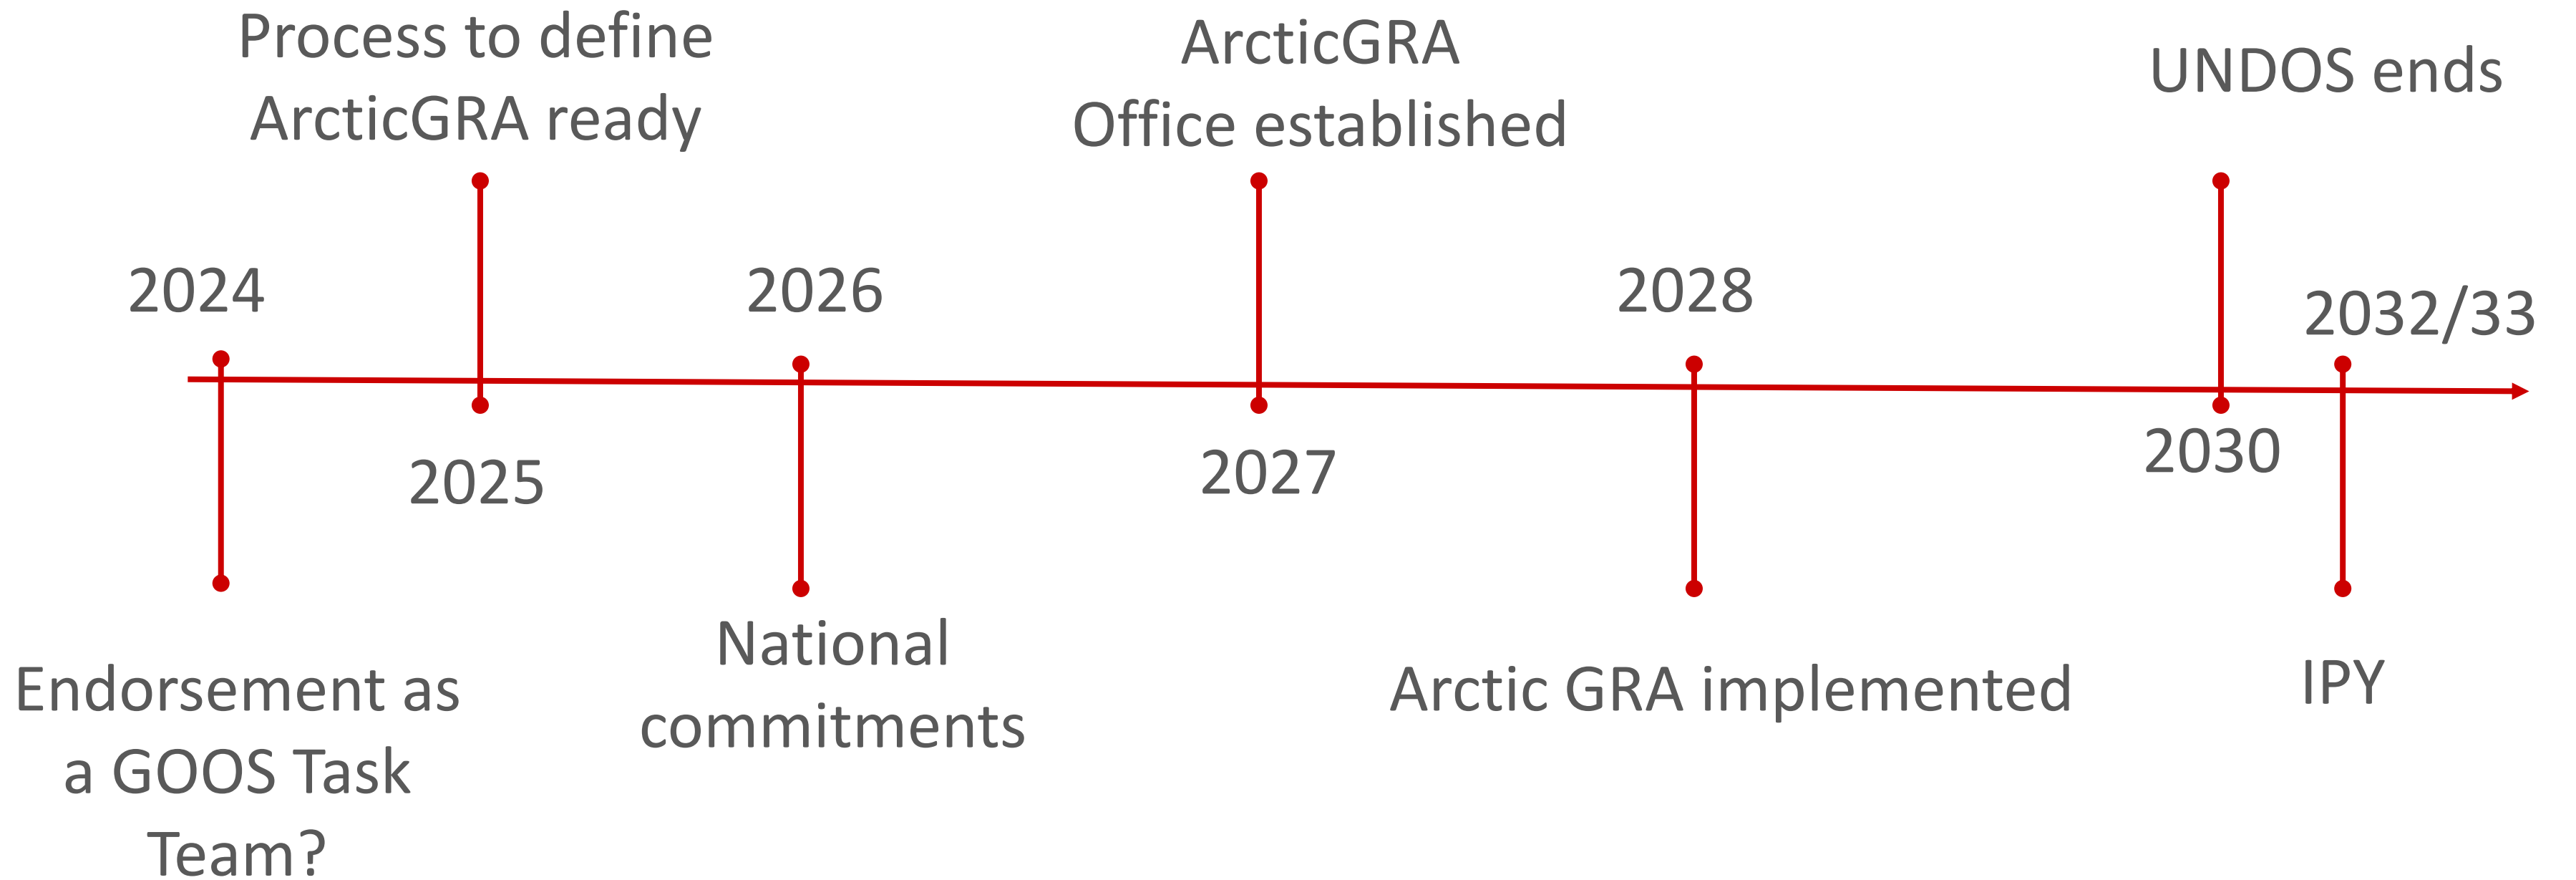 Process to define
ArcticGRA ready
ArcticGRA
Office established
UNDOS ends
2024
2026
2028
2032/33
2025
2027
2030
Endorsement as
a GOOS Task
Team?
National
commitments
Arctic GRA implemented
IPY